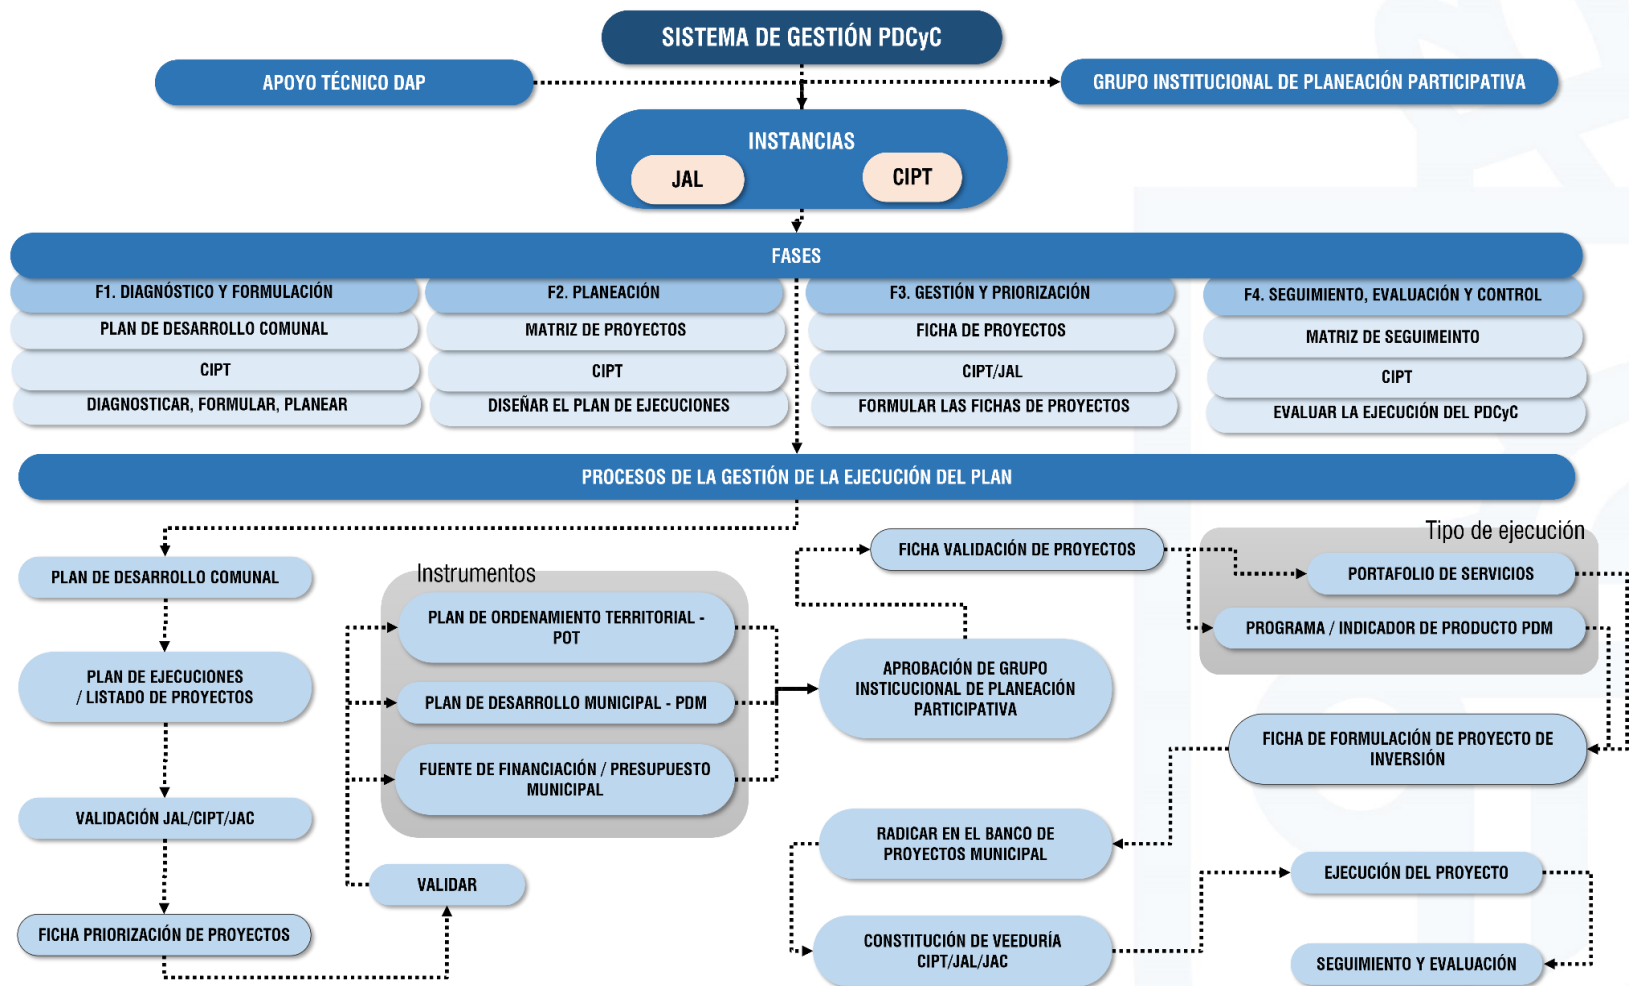 SISTEMA DE GESTIÓN PDCyC
APOYO TÉCNICO DAP
GRUPO INSTITUCIONAL DE PLANEACIÓN PARTICIPATIVA
INSTANCIAS
JAL
CIPT
FASES
F1. DIAGNÓSTICO Y FORMULACIÓN
PLAN DE DESARROLLO COMUNAL
CIPT
DIAGNOSTICAR, FORMULAR, PLANEAR
F2. PLANEACIÓN
MATRIZ DE PROYECTOS
CIPT
DISEÑAR EL PLAN DE EJECUCIONES
F3. GESTIÓN Y PRIORIZACIÓN
FICHA DE PROYECTOS
CIPT/JAL
FORMULAR LAS FICHAS DE PROYECTOS
F4. SEGUIMIENTO, EVALUACIÓN Y CONTROL
MATRIZ DE SEGUIMEINTO
CIPT
EVALUAR LA EJECUCIÓN DEL PDCyC
PROCESOS DE LA GESTIÓN DE LA EJECUCIÓN DEL PLAN
PLAN DE DESARROLLO COMUNAL
PLAN DE EJECUCIONES
/ LISTADO DE PROYECTOS
VALIDACIÓN JAL/CIPT/JAC
FICHA PRIORIZACIÓN DE PROYECTOS
VALIDAR
Instrumentos
PLAN DE ORDENAMIENTO TERRITORIAL -
POT
PLAN DE DESARROLLO MUNICIPAL - PDM
FUENTE DE FINANCIACIÓN / PRESUPUESTO
MUNICIPAL
APROBACIÓN DE GRUPO
INSTICUCIONAL DE PLANEACIÓN
PARTICIPATIVA
FICHA VALIDACIÓN DE PROYECTOS
Tipo de ejecución
PORTAFOLIO DE SERVICIOS
PROGRAMA / INDICADOR DE PRODUCTO PDM
FICHA DE FORMULACIÓN DE PROYECTO DE
INVERSIÓN
RADICAR EN EL BANCO DE
PROYECTOS MUNICIPAL
CONSTITUCIÓN DE VEEDURÍA
CIPT/JAL/JAC
EJECUCIÓN DEL PROYECTO
SEGUIMIENTO Y EVALUACIÓN